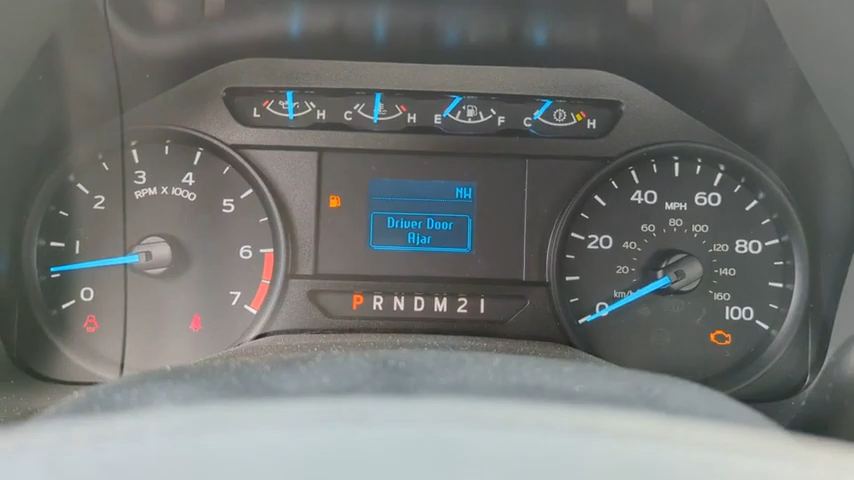 L H C H E F C H
0 1 2 3 4 5 6 7
RPM X 1000
NW
Driver Door
Ajar
P R N D M 2 1
0 20 40 60 80 100
MPH
20 40 60 80 100 120 140 160
km/h